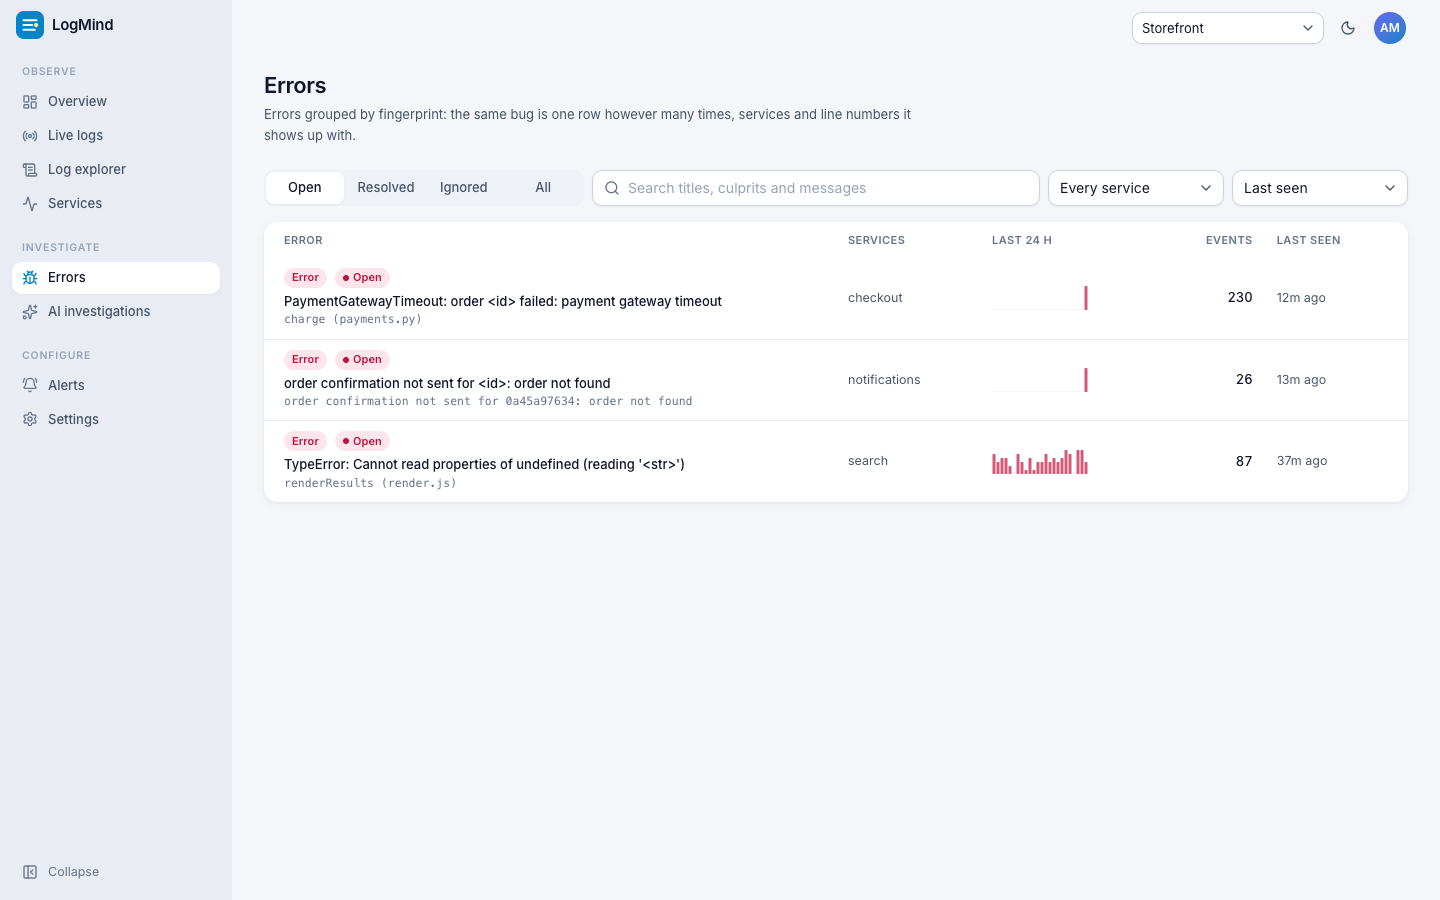 LogMind
Storefront
AM
OBSERVE
Overview
Live logs
Log explorer
Services
INVESTIGATE
Errors
AI investigations
CONFIGURE
Alerts
Settings
Collapse
Errors
Errors grouped by fingerprint: the same bug is one row however many times, services and line numbers it
shows up with.
Open Resolved Ignored All
Search titles, culprits and messages
Every service
Last seen
ERROR SERVICES LAST 24 H EVENTS LAST SEEN
Error Open
PaymentGatewayTimeout: order <id> failed: payment gateway timeout
charge (payments.py)
checkout 230 12m ago
Error Open
order confirmation not sent for <id>: order not found
order confirmation not sent for 0a45a97634: order not found
notifications 26 13m ago
Error Open
TypeError: Cannot read properties of undefined (reading '<str>')
renderResults (render.js)
search 87 37m ago